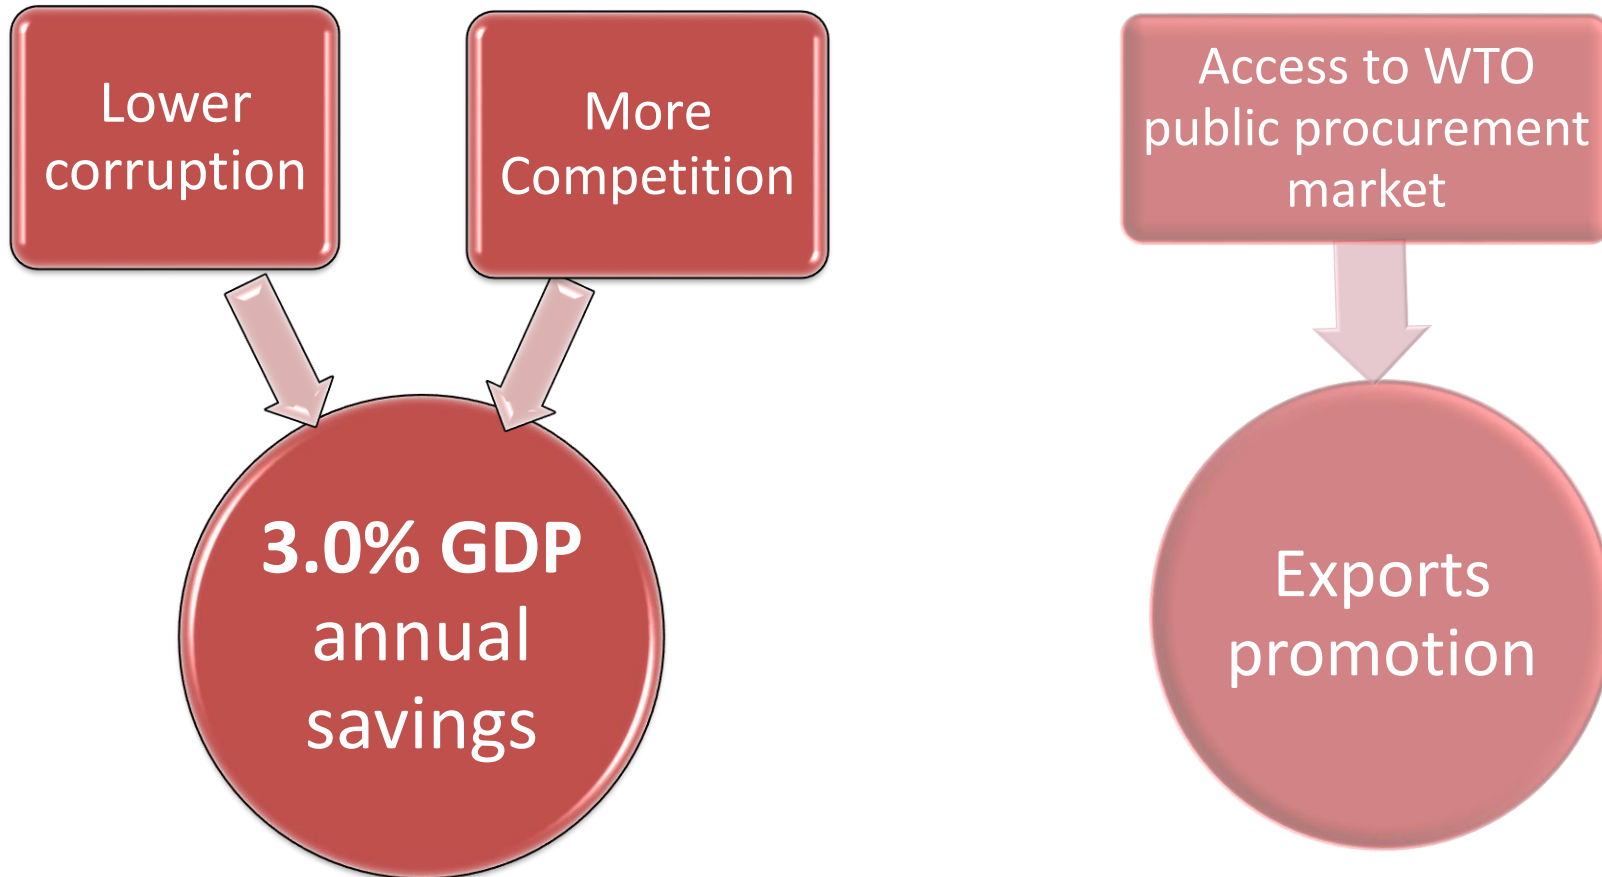 Lower
corruption
More
Competition
Access to WTO
public procurement
market
3.0% GDP
annual
savings
Exports
promotion